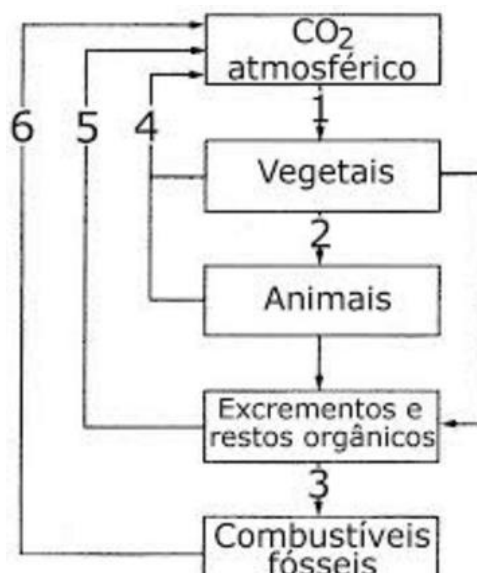 CO2
atmosférico
1
6 5 4
Vegetais
2
Animais
Excrementos e
restos orgânicos
3
Combustíveis
fósseis